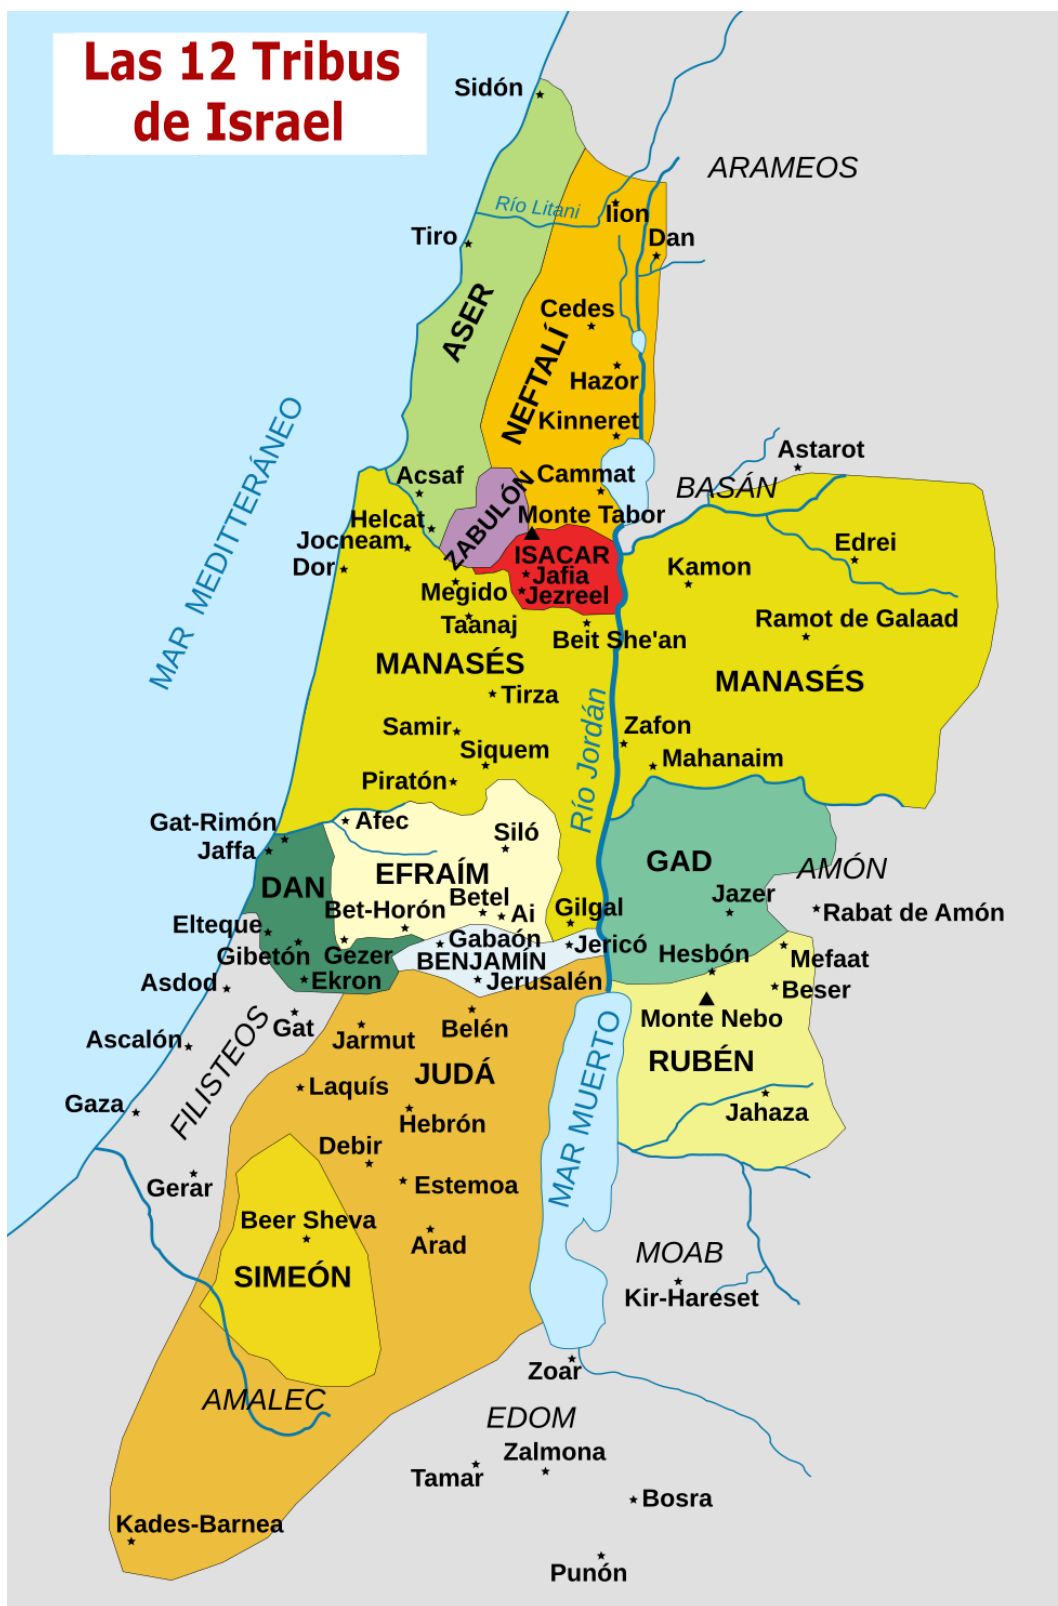 Las 12 Tribus
de Israel
Sidón
ARAMEOS
Río Litani
Iion
Tiro
Dan
ASER
Cedes
NEFTALÍ
Hazor
Kinneret
MAR MEDITTERÁNEO
Astarot
Acsaf
Cammat
BASÁN
ZABULÓN
Helcat
Monte Tabor
Jocneam
Edrei
Dor
ISACAR
Kamon
Jafia
Megido
Jezreel
Taanaj
Ramot de Galaad
Beit She'an
MANASÉS
MANASÉS
Tirza
Samir
Río Jordán
Zafon
Siquem
Mahanaim
Piratón
Gat-Rimón
Afec
Siló
Jaffa
GAD
AMÓN
DAN
EFRAÍM
Jazer
Betel
Bet-Horón
Ai
Gilgal
Rabat de Amón
Elteque
Gabaón
Jericó
Gibetón
Gezer
BENJAMÍN
Hesbón
Mefaat
Asdod
Ekron
Jerusalén
Beser
Gat
Belén
Monte Nebo
Ascalón
Jarmut
FILISTEOS
JUDÁ
RUBÉN
Laquís
Gaza
MAR MUERTO
Jahaza
Hebrón
Debir
Gerar
Estemoa
Beer Sheva
Arad
MOAB
SIMEÓN
Kir-Hareset
Zoar
AMALEC
EDOM
Zalmona
Tamar
Bosra
Kades-Barnea
Punón